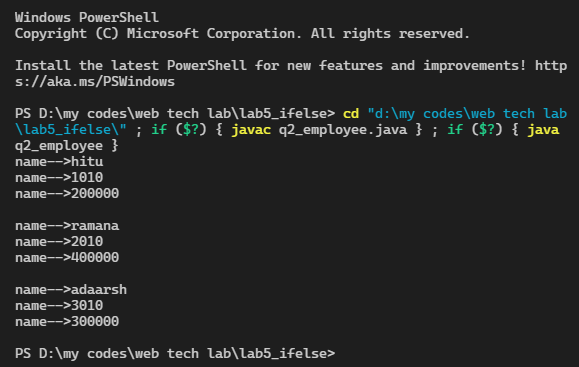 Windows PowerShell
Copyright (C) Microsoft Corporation. All rights reserved.

Install the latest PowerShell for new features and improvements! http
s://aka.ms/PSWindows

PS D:\my codes\web tech lab\lab5_ifelse> cd "d:\my codes\web tech lab
\lab5_ifelse\" ; if ($?) { javac q2_employee.java } ; if ($?) { java
q2_employee }
name-->hitu
name-->1010
name-->200000

name-->ramana
name-->2010
name-->400000

name-->adaarsh
name-->3010
name-->300000

PS D:\my codes\web tech lab\lab5_ifelse>